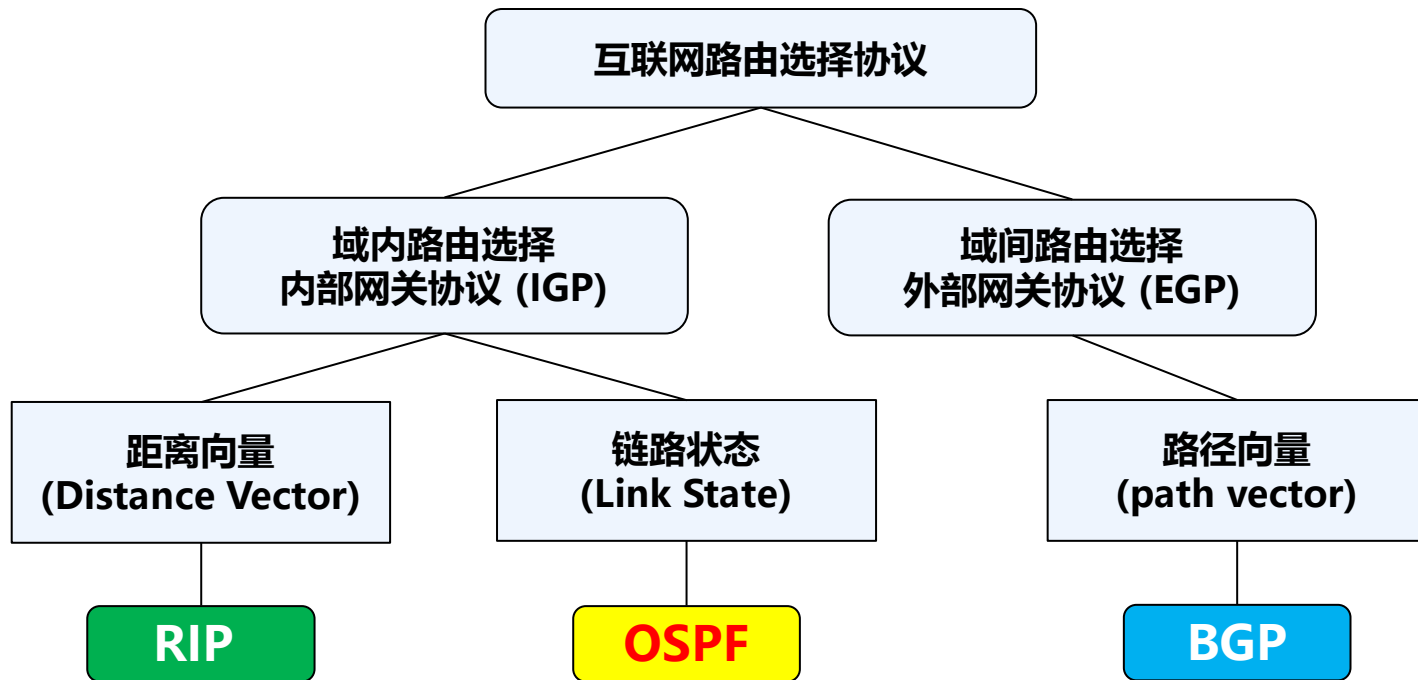 互联网路由选择协议
域内路由选择
内部网关协议 (IGP)
域间路由选择
外部网关协议 (EGP)
距离向量
(Distance Vector)
链路状态
(Link State)
路径向量
(path vector)
RIP
OSPF
BGP